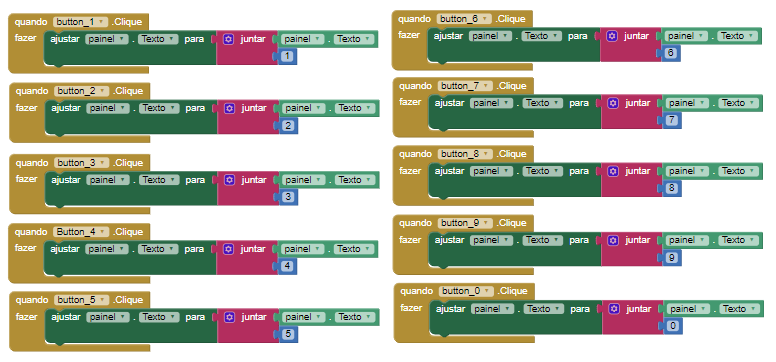 quando button_1 .Clique
fazer ajustar painel . Texto para juntar painel . Texto
1
quando button_2 .Clique
fazer ajustar painel . Texto para juntar painel . Texto
2
quando button_3 .Clique
fazer ajustar painel . Texto para juntar painel . Texto
3
quando Button_4 .Clique
fazer ajustar painel . Texto para juntar painel . Texto
4
quando button_5 .Clique
fazer ajustar painel . Texto para juntar painel . Texto
5
quando button_6 .Clique
fazer ajustar painel . Texto para juntar painel . Texto
6
quando button_7 .Clique
fazer ajustar painel . Texto para juntar painel . Texto
7
quando button_8 .Clique
fazer ajustar painel . Texto para juntar painel . Texto
8
quando button_9 .Clique
fazer ajustar painel . Texto para juntar painel . Texto
9
quando button_0 .Clique
fazer ajustar painel . Texto para juntar painel . Texto
0